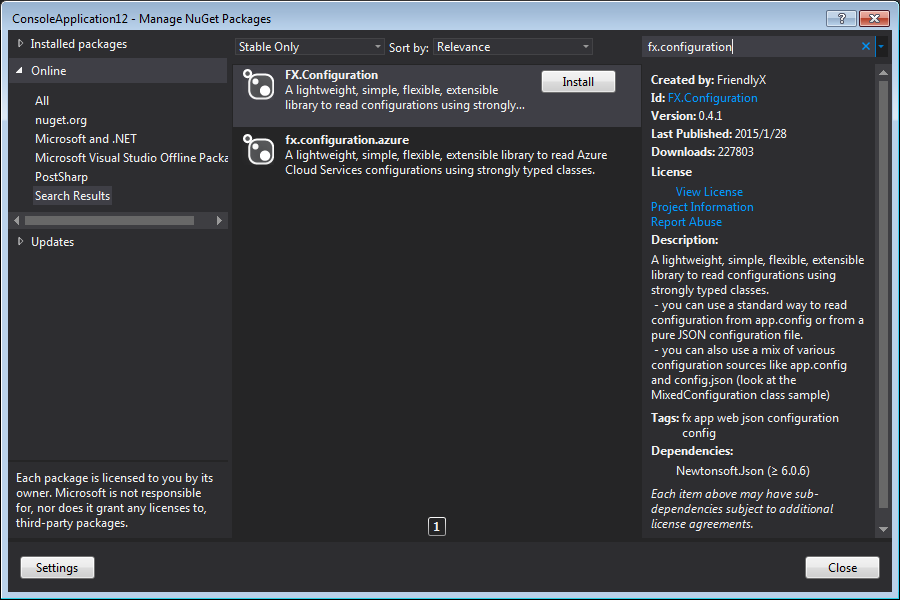 ConsoleApplication12 - Manage NuGet Packages
?
Installed packages
Online
All
nuget.org
Microsoft and .NET
Microsoft Visual Studio Offline Packa
PostSharp
Search Results
Updates
Each package is licensed to you by its
owner. Microsoft is not responsible
for, nor does it grant any licenses to,
third-party packages.
Settings
Stable Only
Sort by:
Relevance
FX.Configuration
A lightweight, simple, flexible, extensible
library to read configurations using strongly...
Install
fx.configuration.azure
A lightweight, simple, flexible, extensible library to read Azure
Cloud Services configurations using strongly typed classes.
1
fx.configuration
Created by: FriendlyX
Id: FX.Configuration
Version: 0.4.1
Last Published: 2015/1/28
Downloads: 227803
License
View License
Project Information
Report Abuse
Description:
A lightweight, simple, flexible, extensible
library to read configurations using
strongly typed classes.
- you can use a standard way to read
configuration from app.config or from a
pure JSON configuration file.
- you can also use a mix of various
configuration sources like app.config
and config.json (look at the
MixedConfiguration class sample)
Tags: fx app web json configuration
config
Dependencies:
Newtonsoft.Json (≥ 6.0.6)
Each item above may have sub-
dependencies subject to additional
license agreements.
Close